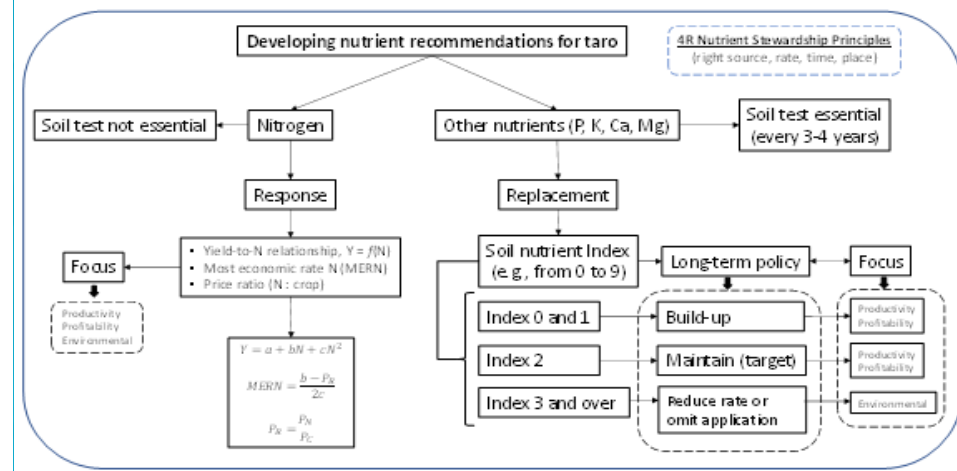 Developing nutrient recommendations for taro
4R Nutrient Stewardship Principles
(right source, rate, time, place)
Soil test not essential
Nitrogen
Other nutrients (P, K, Ca, Mg)
Soil test essential
(every 3-4 years)
Response
Replacement
• Yield-to-N relationship, Y = f(N)
• Most economic rate N (MERN)
• Price ratio (N : crop)
Focus
Productivity
Profitability
Environmental
Soil nutrient Index
(e.g., from 0 to 9)
Long-term policy
Focus
Index 0 and 1
Build-up
Productivity
Profitability
Y = a + bN + cN²
MERN = (b − P_R) / 2c
P_R = P_N / P_C
Index 2
Maintain (target)
Productivity
Profitability
Index 3 and over
Reduce rate or
omit application
Environmental